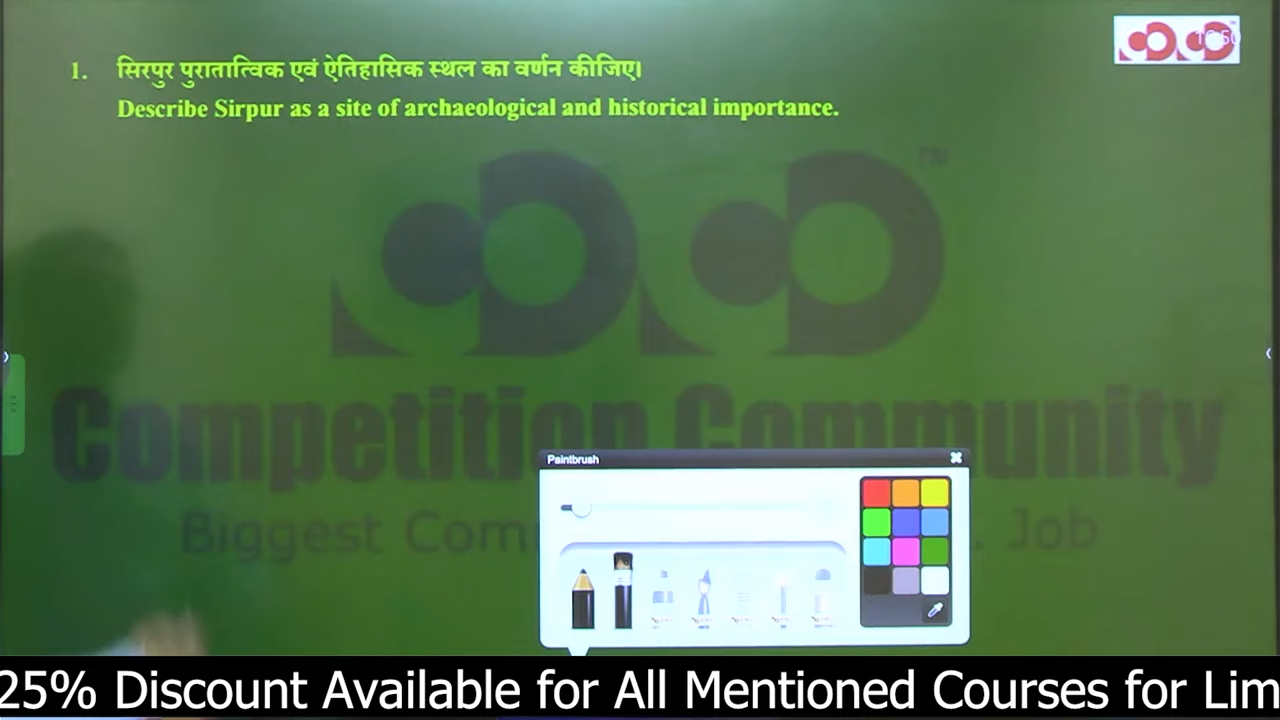 1. सिरपुर पुरातात्विक एवं ऐतिहासिक स्थल का वर्णन कीजिए।
Describe Sirpur as a site of archaeological and historical importance.
TM
Competition Community
Biggest Com
. Job
Paintbrush
25% Discount Available for All Mentioned Courses for Lim